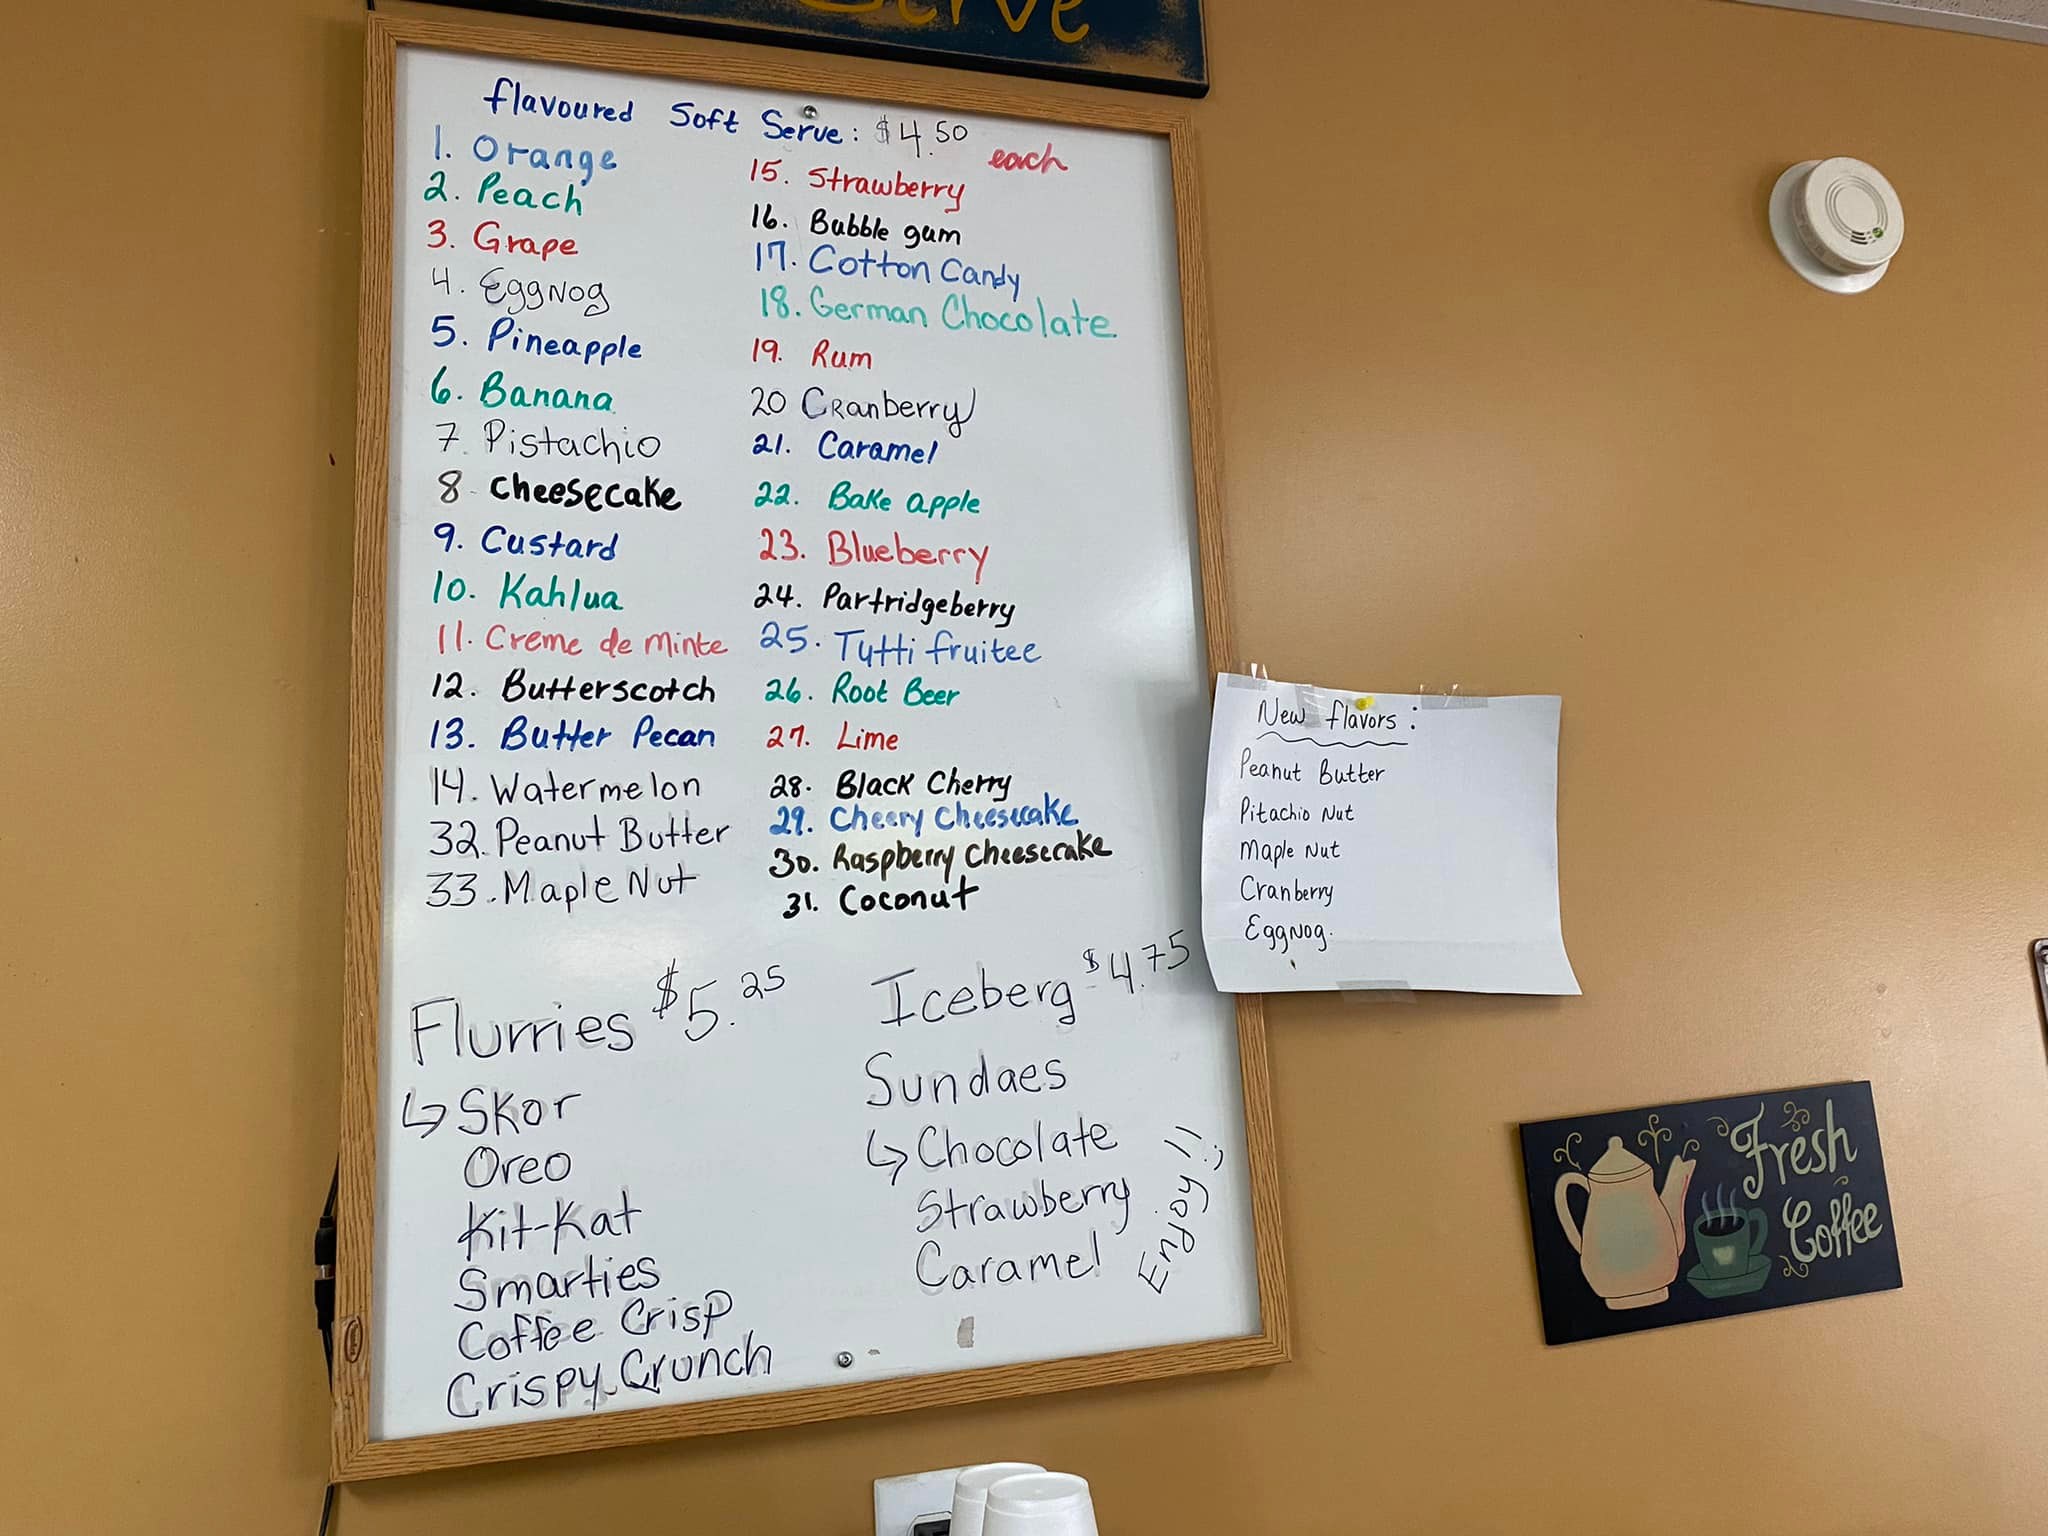 Serve
flavoured Soft Serve: $4.50 each
1. Orange
2. Peach
3. Grape
4. EggNog
5. Pineapple
6. Banana
7. Pistachio
8 - cheesecake
9. Custard
10. Kahlua
11. Creme de Minte
12. Butterscotch
13. Butter Pecan
14. Watermelon
32. Peanut Butter
33. Maple Nut
15. Strawberry
16. Bubble gum
17. Cotton Candy
18. German Chocolate
19. Rum
20 Cranberry
21. Caramel
22. Bake apple
23. Blueberry
24. Partridgeberry
25. Tutti fruitee
26. Root Beer
27. Lime
28. Black Cherry
29. Cheery Cheesecake
30. Raspberry Cheesecake
31. Coconut
Flurries $5.25
Skor
Oreo
Kit-Kat
Smarties
Coffee Crisp
Crispy Crunch
Iceberg - $4.75
Sundaes
Chocolate
Strawberry
Caramel
Enjoy!! :)
New flavors:
Peanut Butter
Pitachio Nut
Maple Nut
Cranberry
EggNog.
Fresh
Coffee